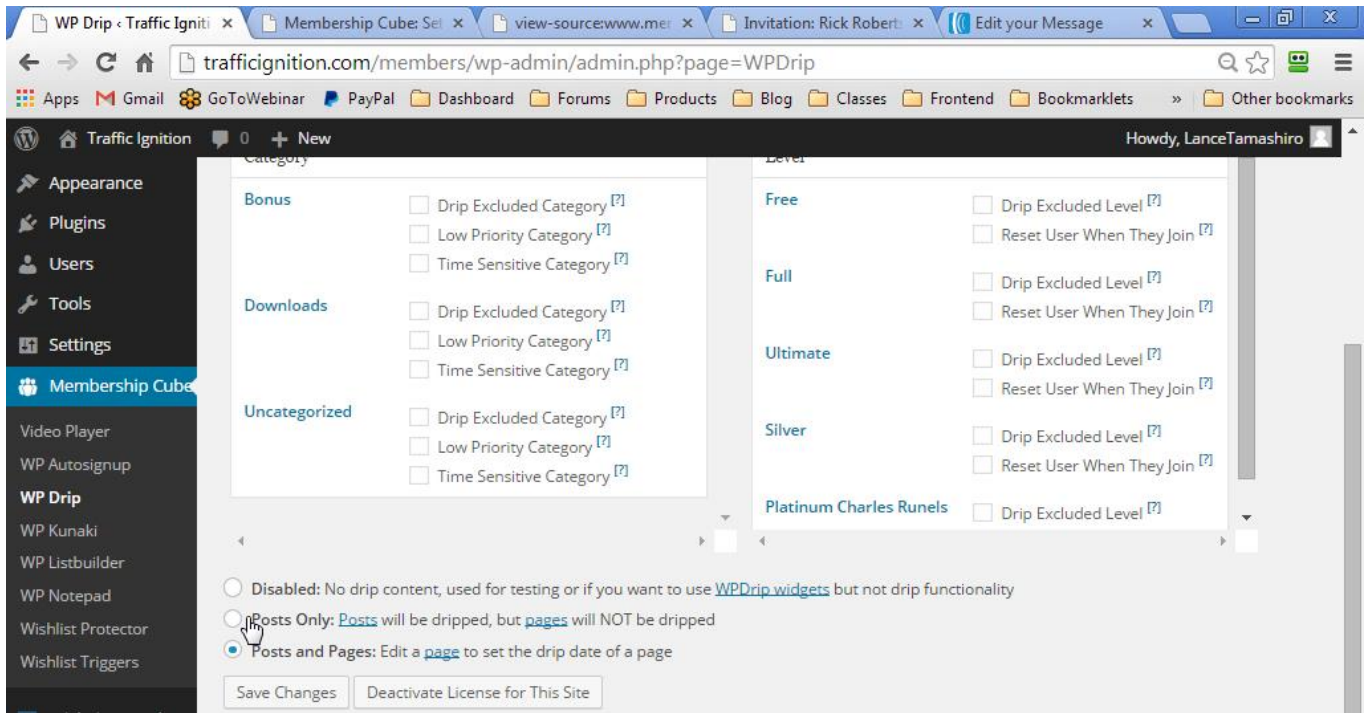 WP Drip ‹ Traffic Igniti
Membership Cube: Set
view-source:www.mer
Invitation: Rick Robert
Edit your Message
trafficignition.com/members/wp-admin/admin.php?page=WPDrip
Apps Gmail GoToWebinar PayPal Dashboard Forums Products Blog Classes Frontend Bookmarklets » Other bookmarks
Traffic Ignition 0 + New Howdy, LanceTamashiro
Appearance
Plugins
Users
Tools
Settings
Membership Cube
Video Player
WP Autosignup
WP Drip
WP Kunaki
WP Listbuilder
WP Notepad
Wishlist Protector
Wishlist Triggers
Category
Bonus
Drip Excluded Category [?]
Low Priority Category [?]
Time Sensitive Category [?]
Downloads
Drip Excluded Category [?]
Low Priority Category [?]
Time Sensitive Category [?]
Uncategorized
Drip Excluded Category [?]
Low Priority Category [?]
Time Sensitive Category [?]
Level
Free
Drip Excluded Level [?]
Reset User When They Join [?]
Full
Drip Excluded Level [?]
Reset User When They Join [?]
Ultimate
Drip Excluded Level [?]
Reset User When They Join [?]
Silver
Drip Excluded Level [?]
Reset User When They Join [?]
Platinum Charles Runels
Drip Excluded Level [?]
Disabled: No drip content, used for testing or if you want to use WPDrip widgets but not drip functionality
Posts Only: Posts will be dripped, but pages will NOT be dripped
Posts and Pages: Edit a page to set the drip date of a page
Save Changes
Deactivate License for This Site